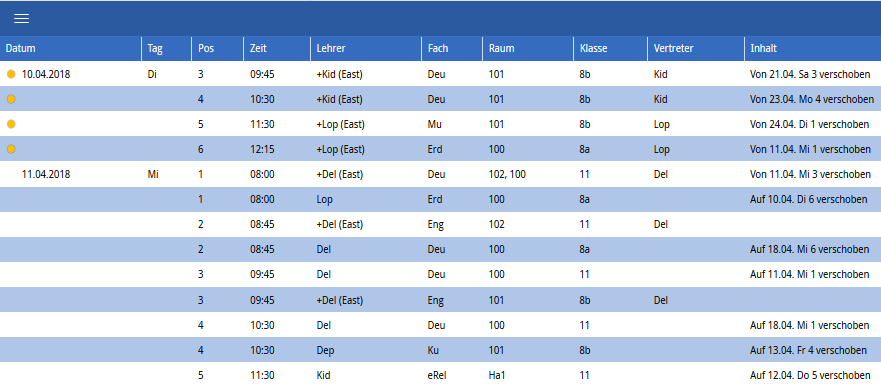 Datum Tag Pos Zeit Lehrer Fach Raum Klasse Vertreter Inhalt
10.04.2018 Di 3 09:45 +Kid (East) Deu 101 8b Kid Von 21.04. Sa 3 verschoben
4 10:30 +Kid (East) Deu 101 8b Kid Von 23.04. Mo 4 verschoben
5 11:30 +Lop (East) Mu 101 8b Lop Von 24.04. Di 1 verschoben
6 12:15 +Lop (East) Erd 100 8a Lop Von 11.04. Mi 1 verschoben
11.04.2018 Mi 1 08:00 +Del (East) Deu 102, 100 11 Del Von 11.04. Mi 3 verschoben
1 08:00 Lop Erd 100 8a Auf 10.04. Di 6 verschoben
2 08:45 +Del (East) Eng 102 11 Del
2 08:45 Del Deu 100 8a Auf 18.04. Mi 6 verschoben
3 09:45 Del Deu 100 11 Auf 11.04. Mi 1 verschoben
3 09:45 +Del (East) Eng 101 8b Del
4 10:30 Del Deu 100 11 Auf 18.04. Mi 1 verschoben
4 10:30 Dep Ku 101 8b Auf 13.04. Fr 4 verschoben
5 11:30 Kid eRel Ha1 11 Auf 12.04. Do 5 verschoben